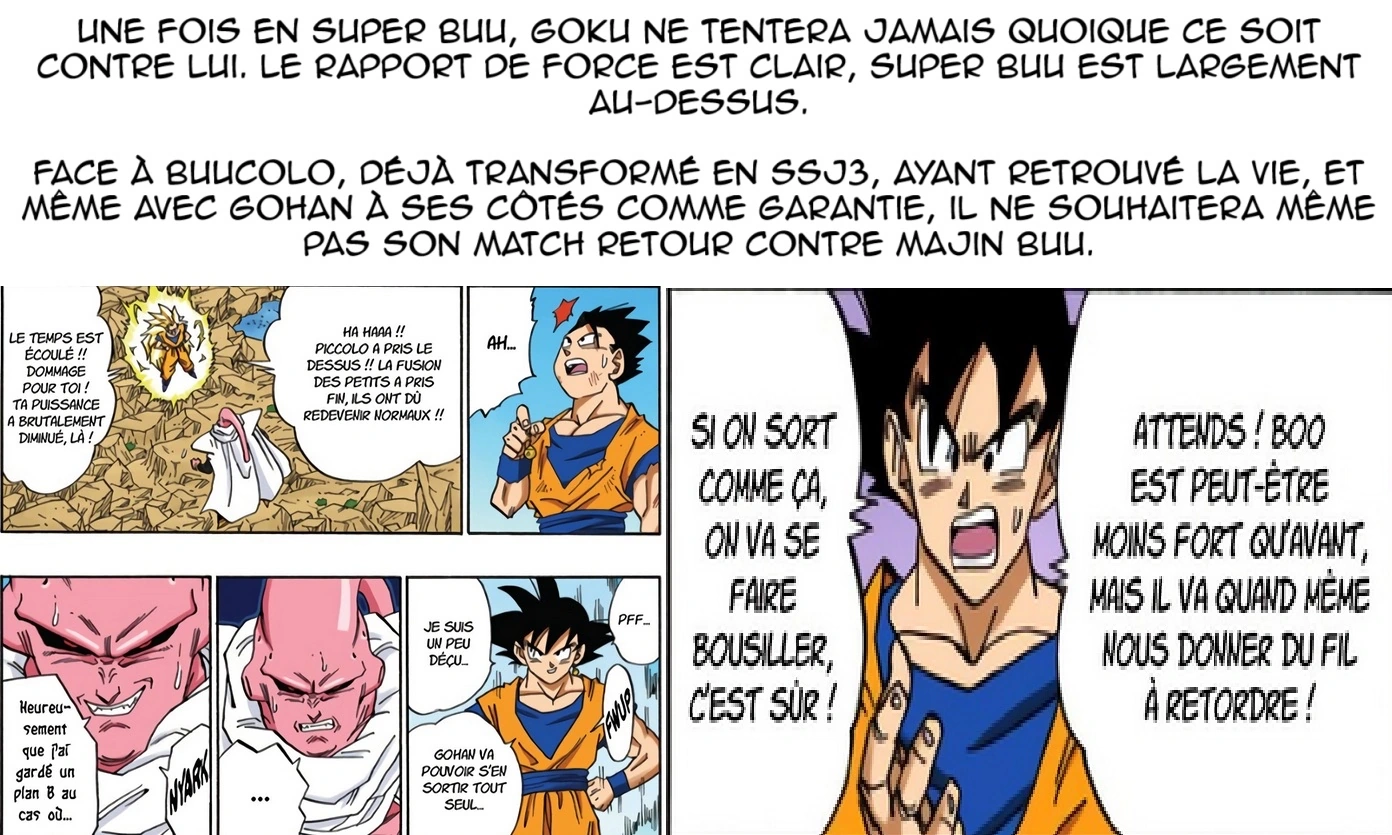 UNE FOIS EN SUPER BUU, GOKU NE TENTERA JAMAIS QUOIQUE CE SOIT
CONTRE LUI. LE RAPPORT DE FORCE EST CLAIR, SUPER BUU EST LARGEMENT
AU-DESSUS.
FACE À BUUCOLO, DÉJÀ TRANSFORMÉ EN SSJ3, AYANT RETROUVÉ LA VIE, ET
MÊME AVEC GOHAN À SES CÔTÉS COMME GARANTIE, IL NE SOUHAITERA MÊME
PAS SON MATCH RETOUR CONTRE MAJIN BUU.
HA HAAA !!
PICCOLO A PRIS LE
DESSUS !! LA FUSION
DES PETITS A PRIS
FIN, ILS ONT DÛ
REDEVENIR NORMAUX !!
LE TEMPS EST
ÉCOULÉ !!
DOMMAGE
POUR TOI !
TA PUISSANCE
A BRUTALEMENT
DIMINUÉ, LÀ !
AH...
Heureu-
sement
que j'ai
gardé un
plan B au
cas où...
NYARK
...
PFF...
JE SUIS
UN PEU
DÉÇU...
FWUP
GOHAN VA
POUVOIR S'EN
SORTIR TOUT
SEUL...
ATTENDS ! BOO
EST PEUT-ÊTRE
MOINS FORT QU'AVANT,
MAIS IL VA QUAND MÊME
NOUS DONNER DU FIL
À RETORDRE !
SI ON SORT
COMME ÇA,
ON VA SE
FAIRE
BOUSILLER,
C'EST SÛR !